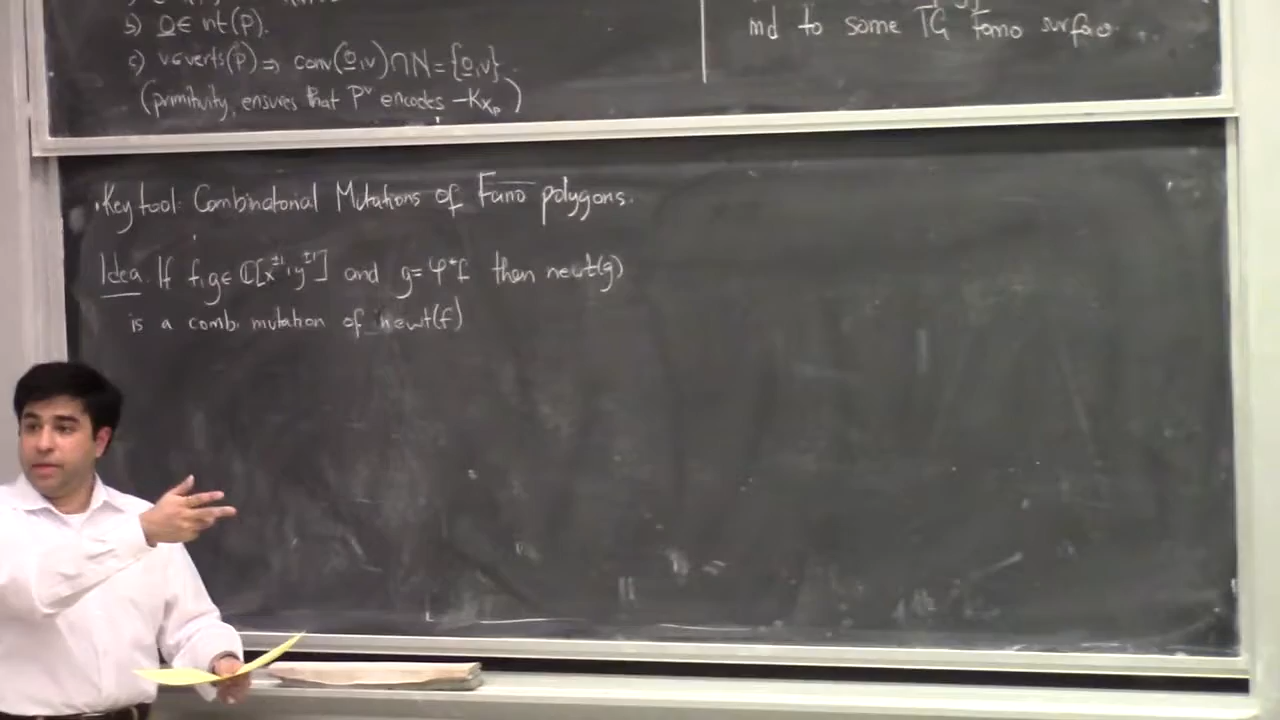 b) 0 ∈ int(P).
c) v∈verts(P) ⇒ conv(0,v)∩N={0,v}.
(primitivity, ensures that P^∨ encodes -K_{X_P})
md to some TG Fano surface.
• Key tool: Combinatorial Mutations of Fano polygons.
Idea. If f,g∈ ℂ[x^{±1},y^{±1}] and g=φ*f then newt(g)
is a comb. mutation of newt(f)